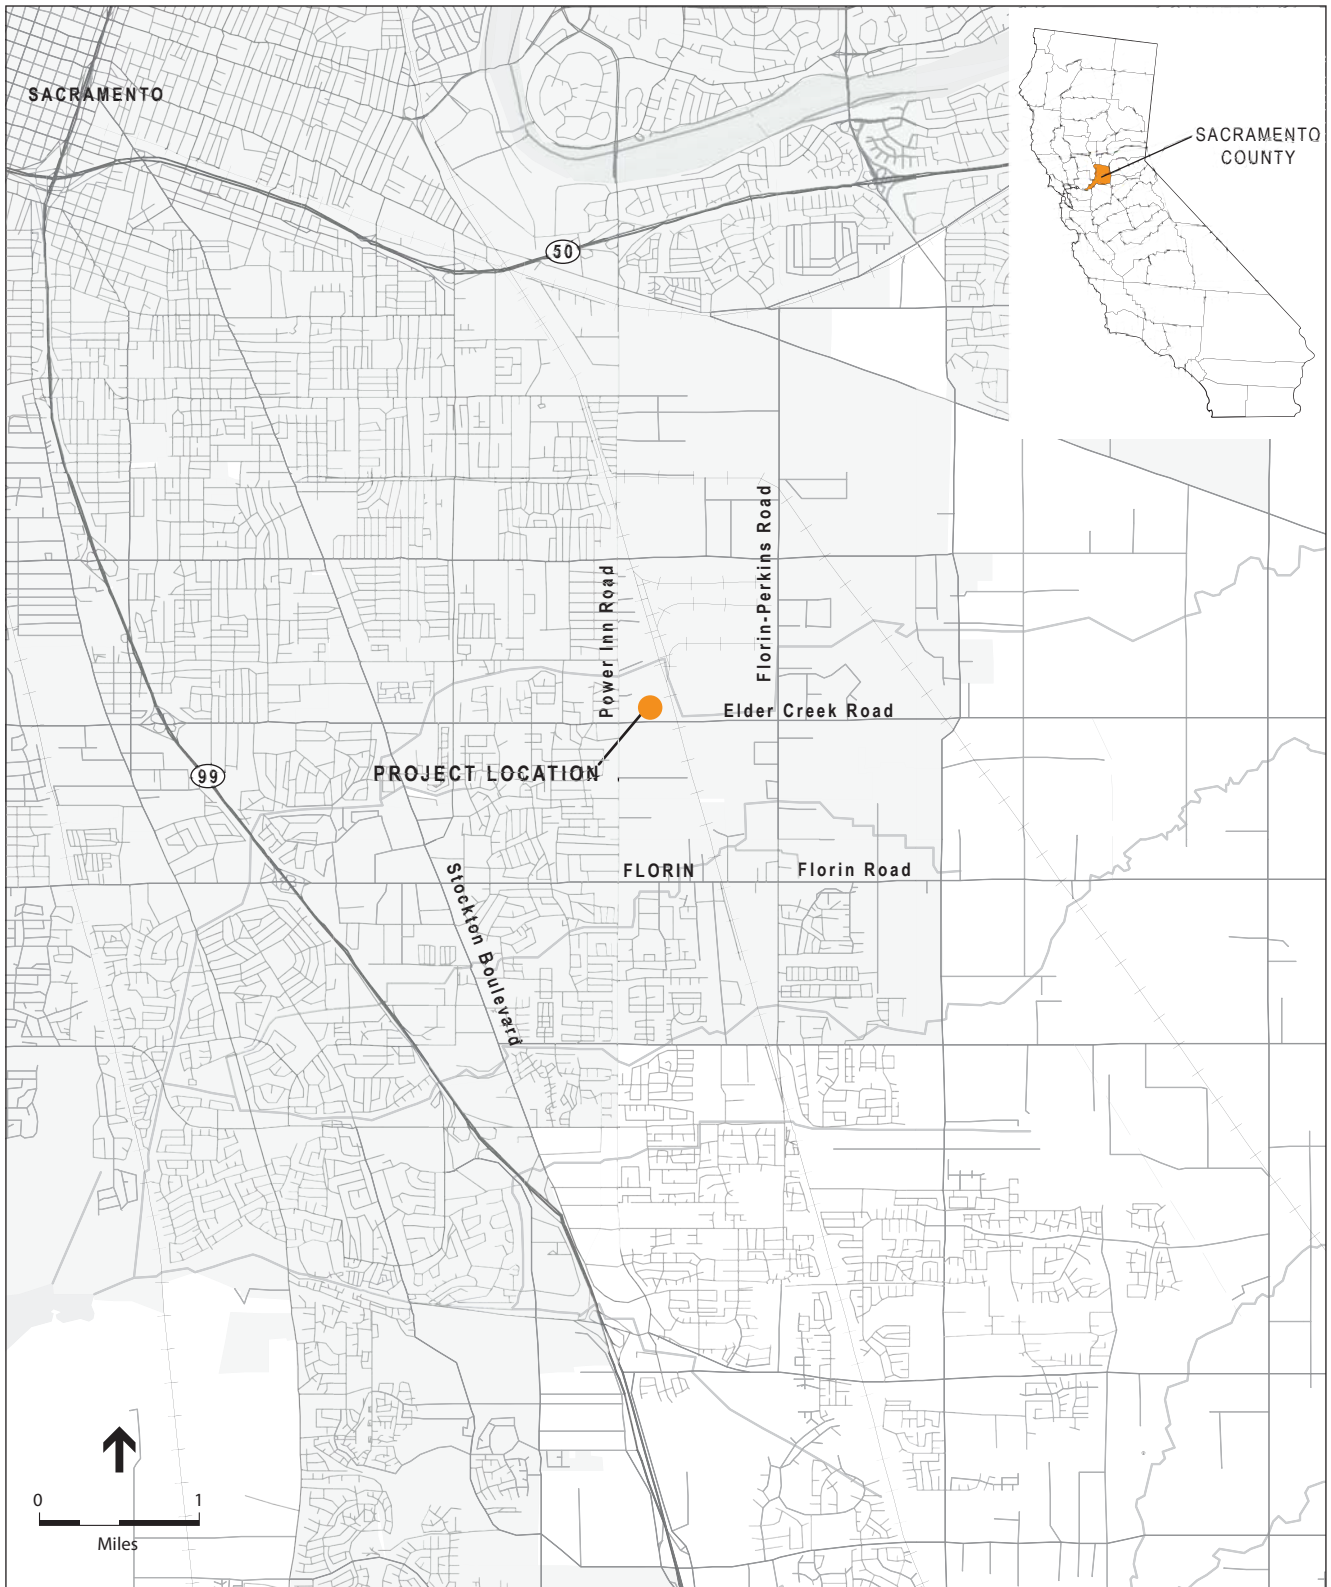 SACRAMENTO
SACRAMENTO
COUNTY
50
Florin-Perkins Road
Power Inn Road
Elder Creek Road
PROJECT LOCATION
99
FLORIN
Florin Road
Stockton Boulevard
0 1
Miles